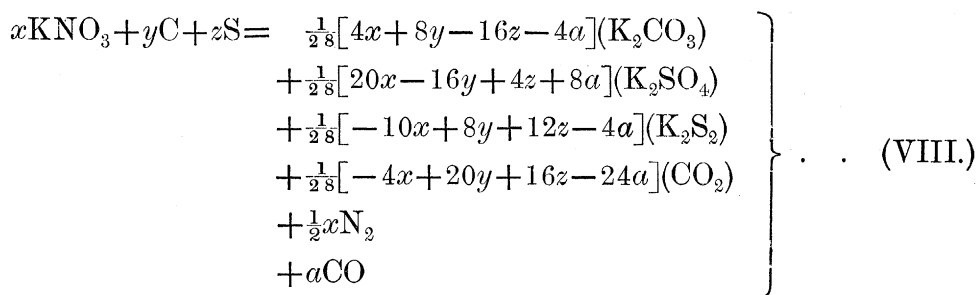 xKNO₃+yC+zS= 1/28[4x+8y−16z−4a](K₂CO₃)
+1/28[20x−16y+4z+8a](K₂SO₄)
+1/28[−10x+8y+12z−4a](K₂S₂)
+1/28[−4x+20y+16z−24a](CO₂)
+½xN₂
+aCO
. . (VIII.)